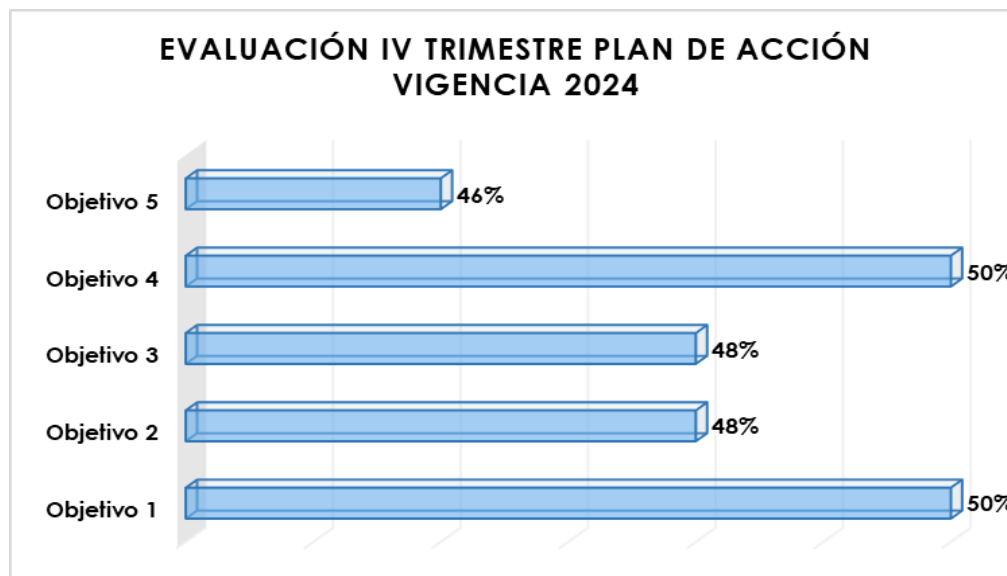 EVALUACIÓN IV TRIMESTRE PLAN DE ACCIÓN
VIGENCIA 2024
Objetivo 5 46%
Objetivo 4 50%
Objetivo 3 48%
Objetivo 2 48%
Objetivo 1 50%